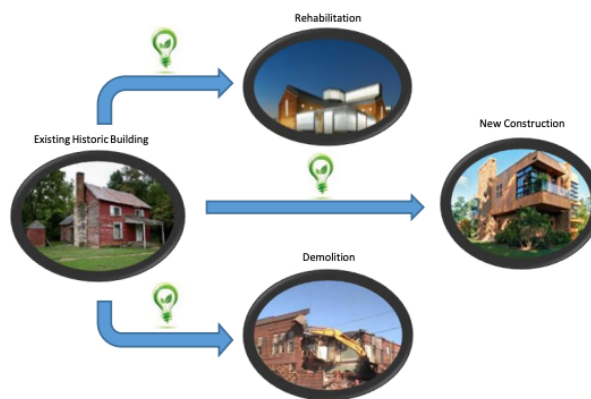 Rehabilitation
Existing Historic Building
New Construction
Demolition